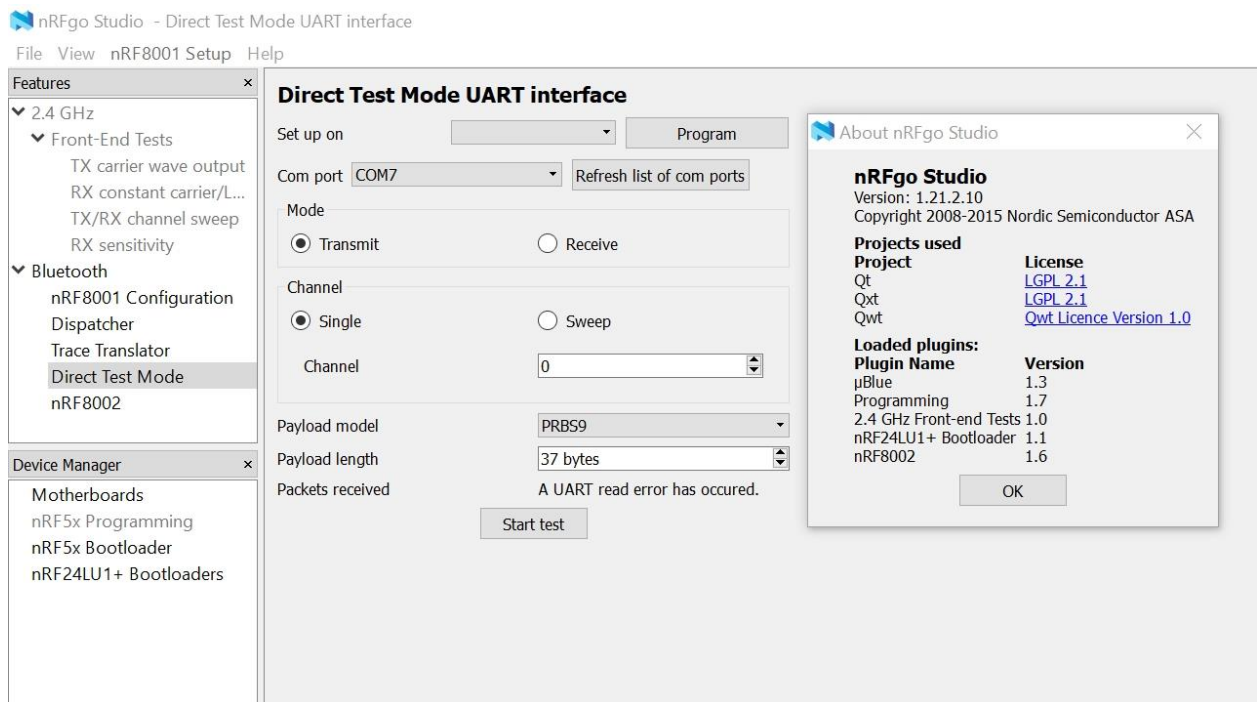 nRFgo Studio - Direct Test Mode UART interface
File View nRF8001 Setup Help
Features ×
2.4 GHz
Front-End Tests
TX carrier wave output
RX constant carrier/L...
TX/RX channel sweep
RX sensitivity
Bluetooth
nRF8001 Configuration
Dispatcher
Trace Translator
Direct Test Mode
nRF8002
Device Manager ×
Motherboards
nRF5x Programming
nRF5x Bootloader
nRF24LU1+ Bootloaders
Direct Test Mode UART interface
Set up on Program
Com port COM7 Refresh list of com ports
Mode
Transmit Receive
Channel
Single Sweep
Channel 0
Payload model PRBS9
Payload length 37 bytes
Packets received A UART read error has occured.
Start test
About nRFgo Studio
nRFgo Studio
Version: 1.21.2.10
Copyright 2008-2015 Nordic Semiconductor ASA
Projects used
Project License
Qt LGPL 2.1
Qxt LGPL 2.1
Qwt Qwt Licence Version 1.0
Loaded plugins:
Plugin Name Version
µBlue 1.3
Programming 1.7
2.4 GHz Front-end Tests 1.0
nRF24LU1+ Bootloader 1.1
nRF8002 1.6
OK